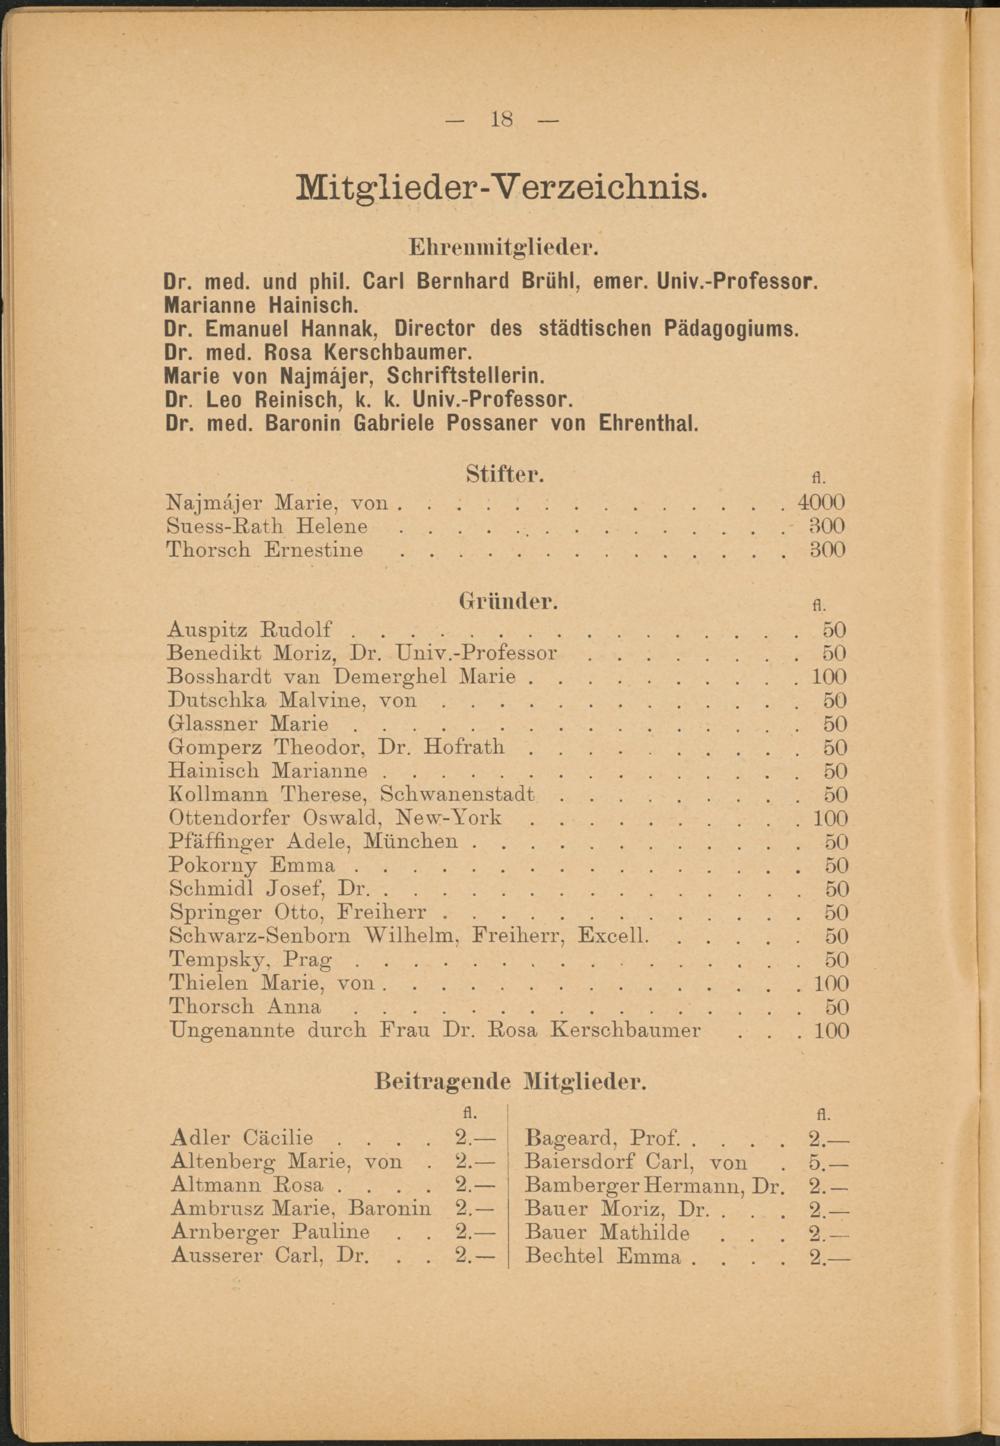 — 18 —
Mitglieder-Verzeichnis.
Ehrenmitglieder.
Dr. med. und phil. Carl Bernhard Brühl, emer. Univ.-Professor.
Marianne Hainisch.
Dr. Emanuel Hannak, Director des städtischen Pädagogiums.
Dr. med. Rosa Kerschbaumer.
Marie von Najmájer, Schriftstellerin.
Dr. Leo Reinisch, k. k. Univ.-Professor.
Dr. med. Baronin Gabriele Possaner von Ehrenthal.
Stifter. fl.
Najmájer Marie, von . . . . . . . . . . . . . . 4000
Suess-Rath Helene . . . . . . . . . . . . . . 300
Thorsch Ernestine . . . . . . . . . . . . . . 300
Gründer. fl.
Auspitz Rudolf . . . . . . . . . . . . . . . . 50
Benedikt Moriz, Dr. Univ.-Professor . . . . . . . . 50
Bosshardt van Demerghel Marie . . . . . . . . . . 100
Dutschka Malvine, von . . . . . . . . . . . . . 50
Glassner Marie . . . . . . . . . . . . . . . . 50
Gomperz Theodor, Dr. Hofrath . . . . . . . . . . 50
Hainisch Marianne . . . . . . . . . . . . . . . 50
Kollmann Therese, Schwanenstadt . . . . . . . . . 50
Ottendorfer Oswald, New-York . . . . . . . . . . 100
Pfäffinger Adele, München . . . . . . . . . . . . 50
Pokorny Emma . . . . . . . . . . . . . . . . 50
Schmidl Josef, Dr. . . . . . . . . . . . . . . . 50
Springer Otto, Freiherr . . . . . . . . . . . . . 50
Schwarz-Senborn Wilhelm, Freiherr, Excell. . . . . . 50
Tempsky, Prag . . . . . . . . . . . . . . . . 50
Thielen Marie, von . . . . . . . . . . . . . . . 100
Thorsch Anna . . . . . . . . . . . . . . . . 50
Ungenannte durch Frau Dr. Rosa Kerschbaumer . . . 100
Beitragende Mitglieder.
fl.
Adler Cäcilie . . . . 2.—
Altenberg Marie, von . 2.—
Altmann Rosa . . . . 2.—
Ambrusz Marie, Baronin 2.—
Arnberger Pauline . . 2.—
Ausserer Carl, Dr. . . 2.—
fl.
Bageard, Prof. . . . . 2.—
Baiersdorf Carl, von . 5.—
Bamberger Hermann, Dr. 2.—
Bauer Moriz, Dr. . . . 2.—
Bauer Mathilde . . . 2.—
Bechtel Emma . . . . 2.—